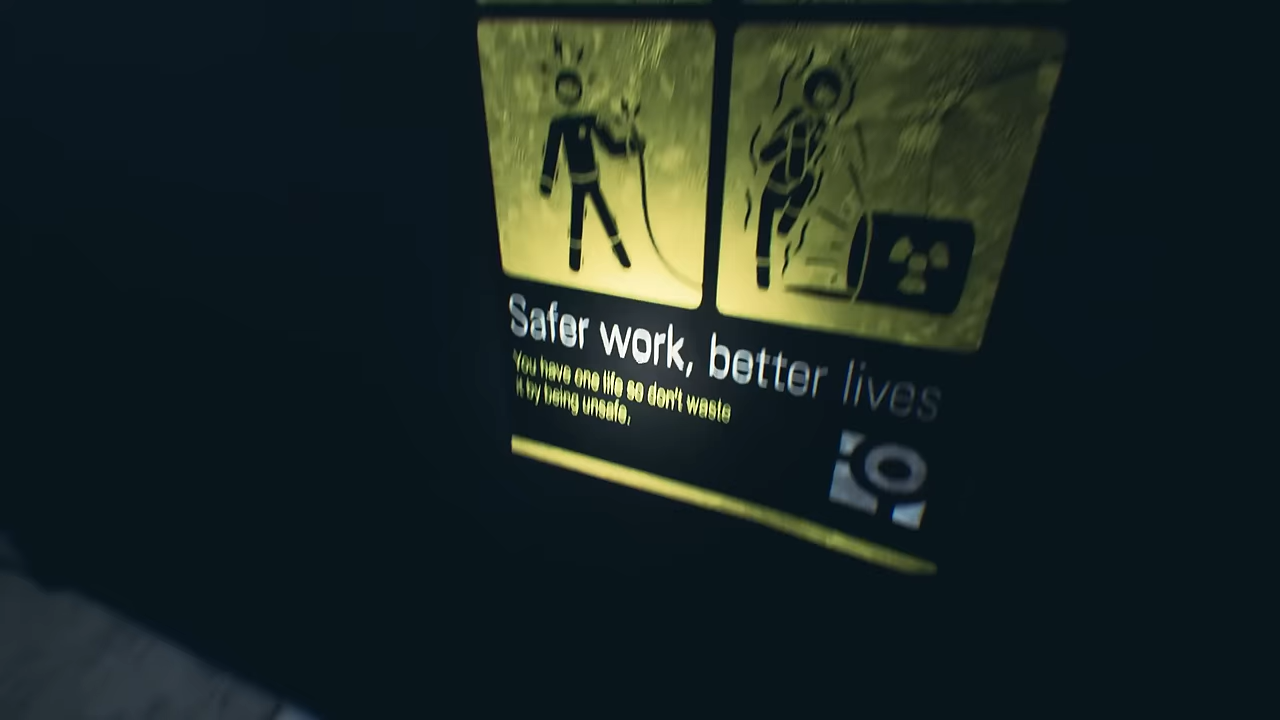 Safer work, better lives
You have one life so don't waste
it by being unsafe.